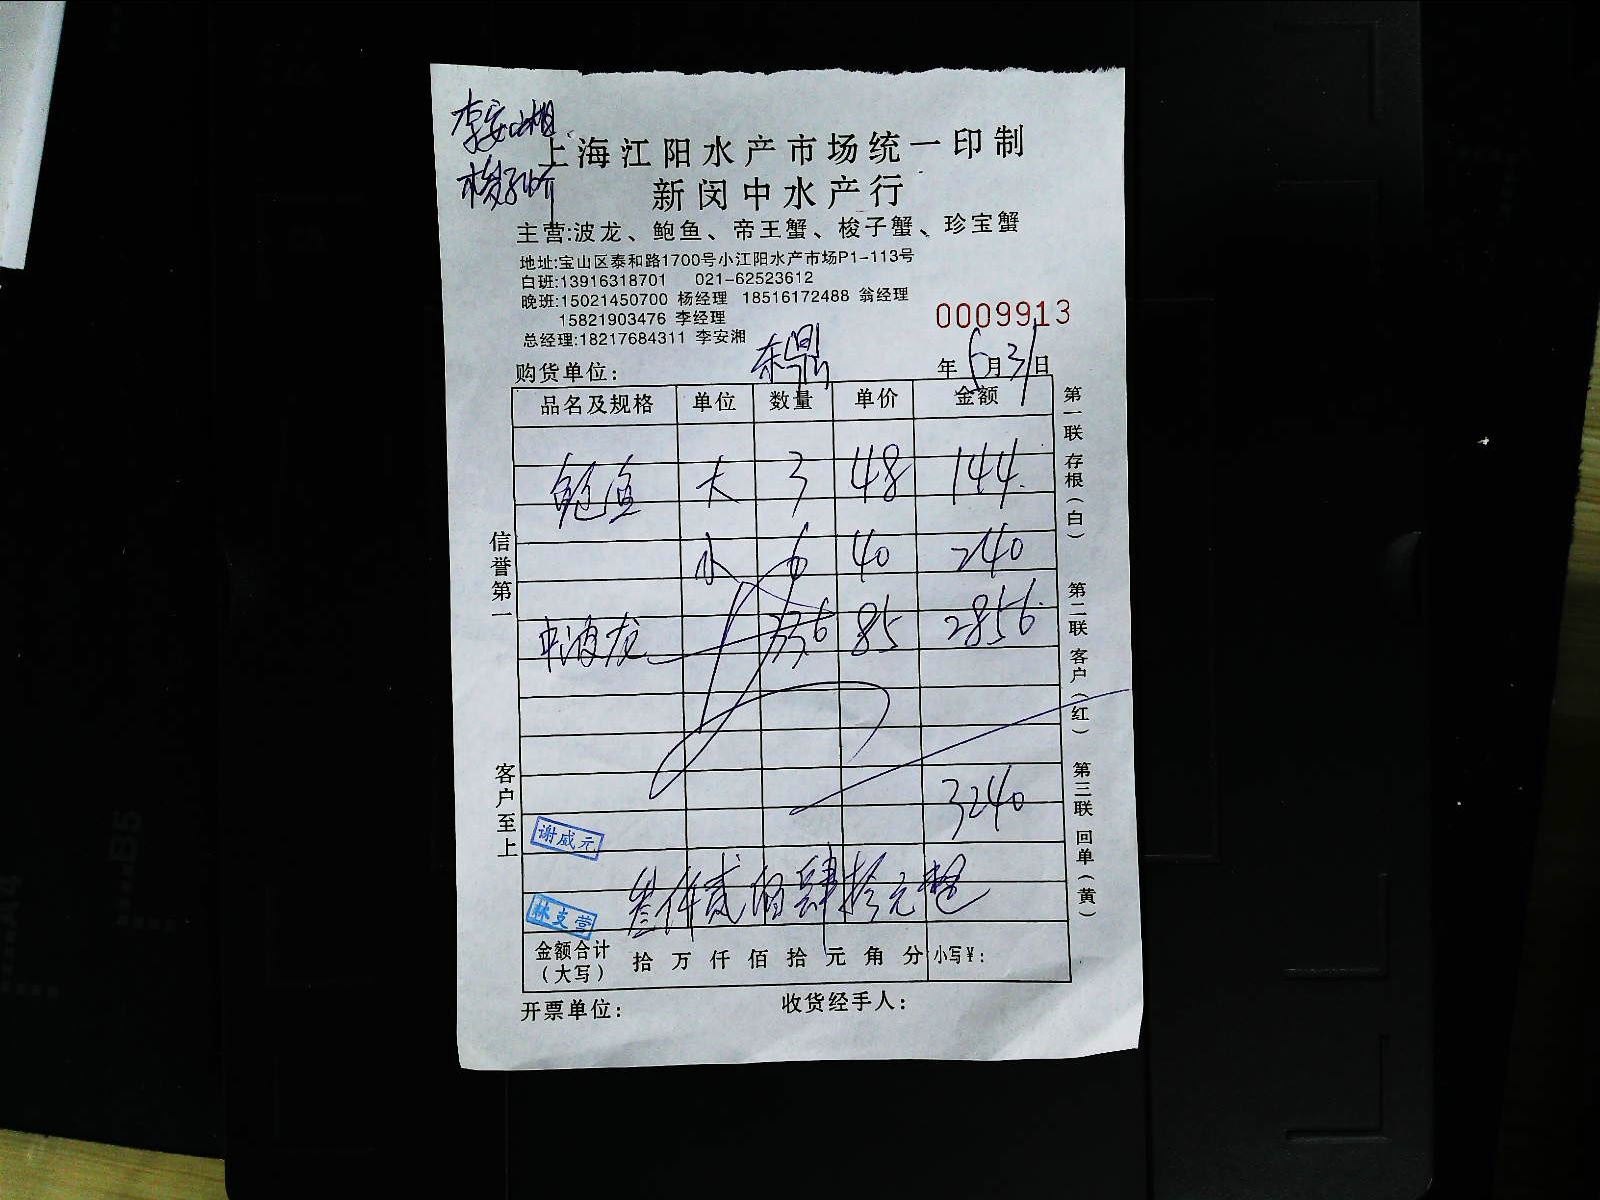 李安湘
上海江阳水产市场统一印制
新闵中水产行
主营:波龙、鲍鱼、帝王蟹、梭子蟹、珍宝蟹
地址:宝山区泰和路1700号小江阳水产市场P1-113号
白班:13916318701 021-62523612
晚班:15021450700 杨经理 18516172488 翁经理
15821903476 李经理
总经理:18217684311 李安湘
0009913
购货单位: 东鼎 年 6月3日
品名及规格 单位 数量 单价 金额
鲍鱼 大 3 48 144
小 6 40 240
中波龙 33.6 85 2856
3240
谢威元
叁仟贰佰肆拾元整
林支营
金额合计(大写) 拾 万 仟 佰 拾 元 角 分 小写¥:
开票单位: 收货经手人:
信誉第一
客户至上
第一联 存根(白)
第二联 客户(红)
第三联 回单(黄)